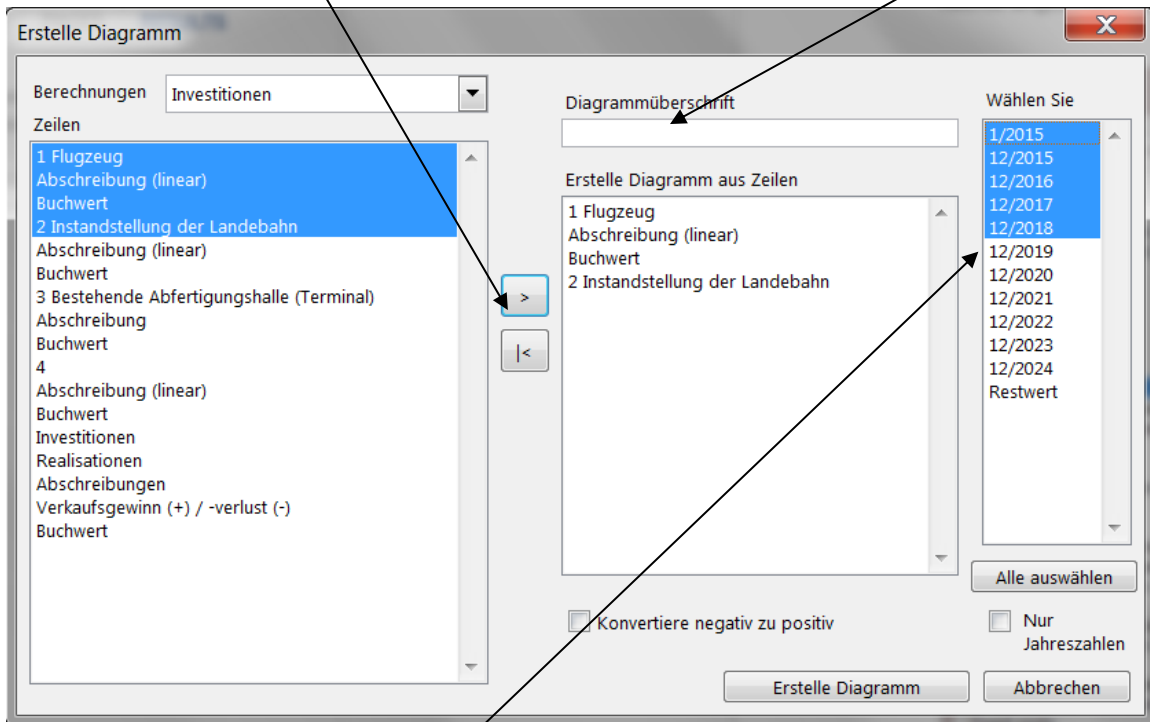 Erstelle Diagramm
X
Berechnungen
Investitionen
Zeilen
1 Flugzeug
Abschreibung (linear)
Buchwert
2 Instandstellung der Landebahn
Abschreibung (linear)
Buchwert
3 Bestehende Abfertigungshalle (Terminal)
Abschreibung
Buchwert
4
Abschreibung (linear)
Buchwert
Investitionen
Realisationen
Abschreibungen
Verkaufsgewinn (+) / -verlust (-)
Buchwert
>
|<
Diagrammüberschrift
Erstelle Diagramm aus Zeilen
1 Flugzeug
Abschreibung (linear)
Buchwert
2 Instandstellung der Landebahn
Konvertiere negativ zu positiv
Wählen Sie
1/2015
12/2015
12/2016
12/2017
12/2018
12/2019
12/2020
12/2021
12/2022
12/2023
12/2024
Restwert
Alle auswählen
Nur
Jahreszahlen
Erstelle Diagramm
Abbrechen